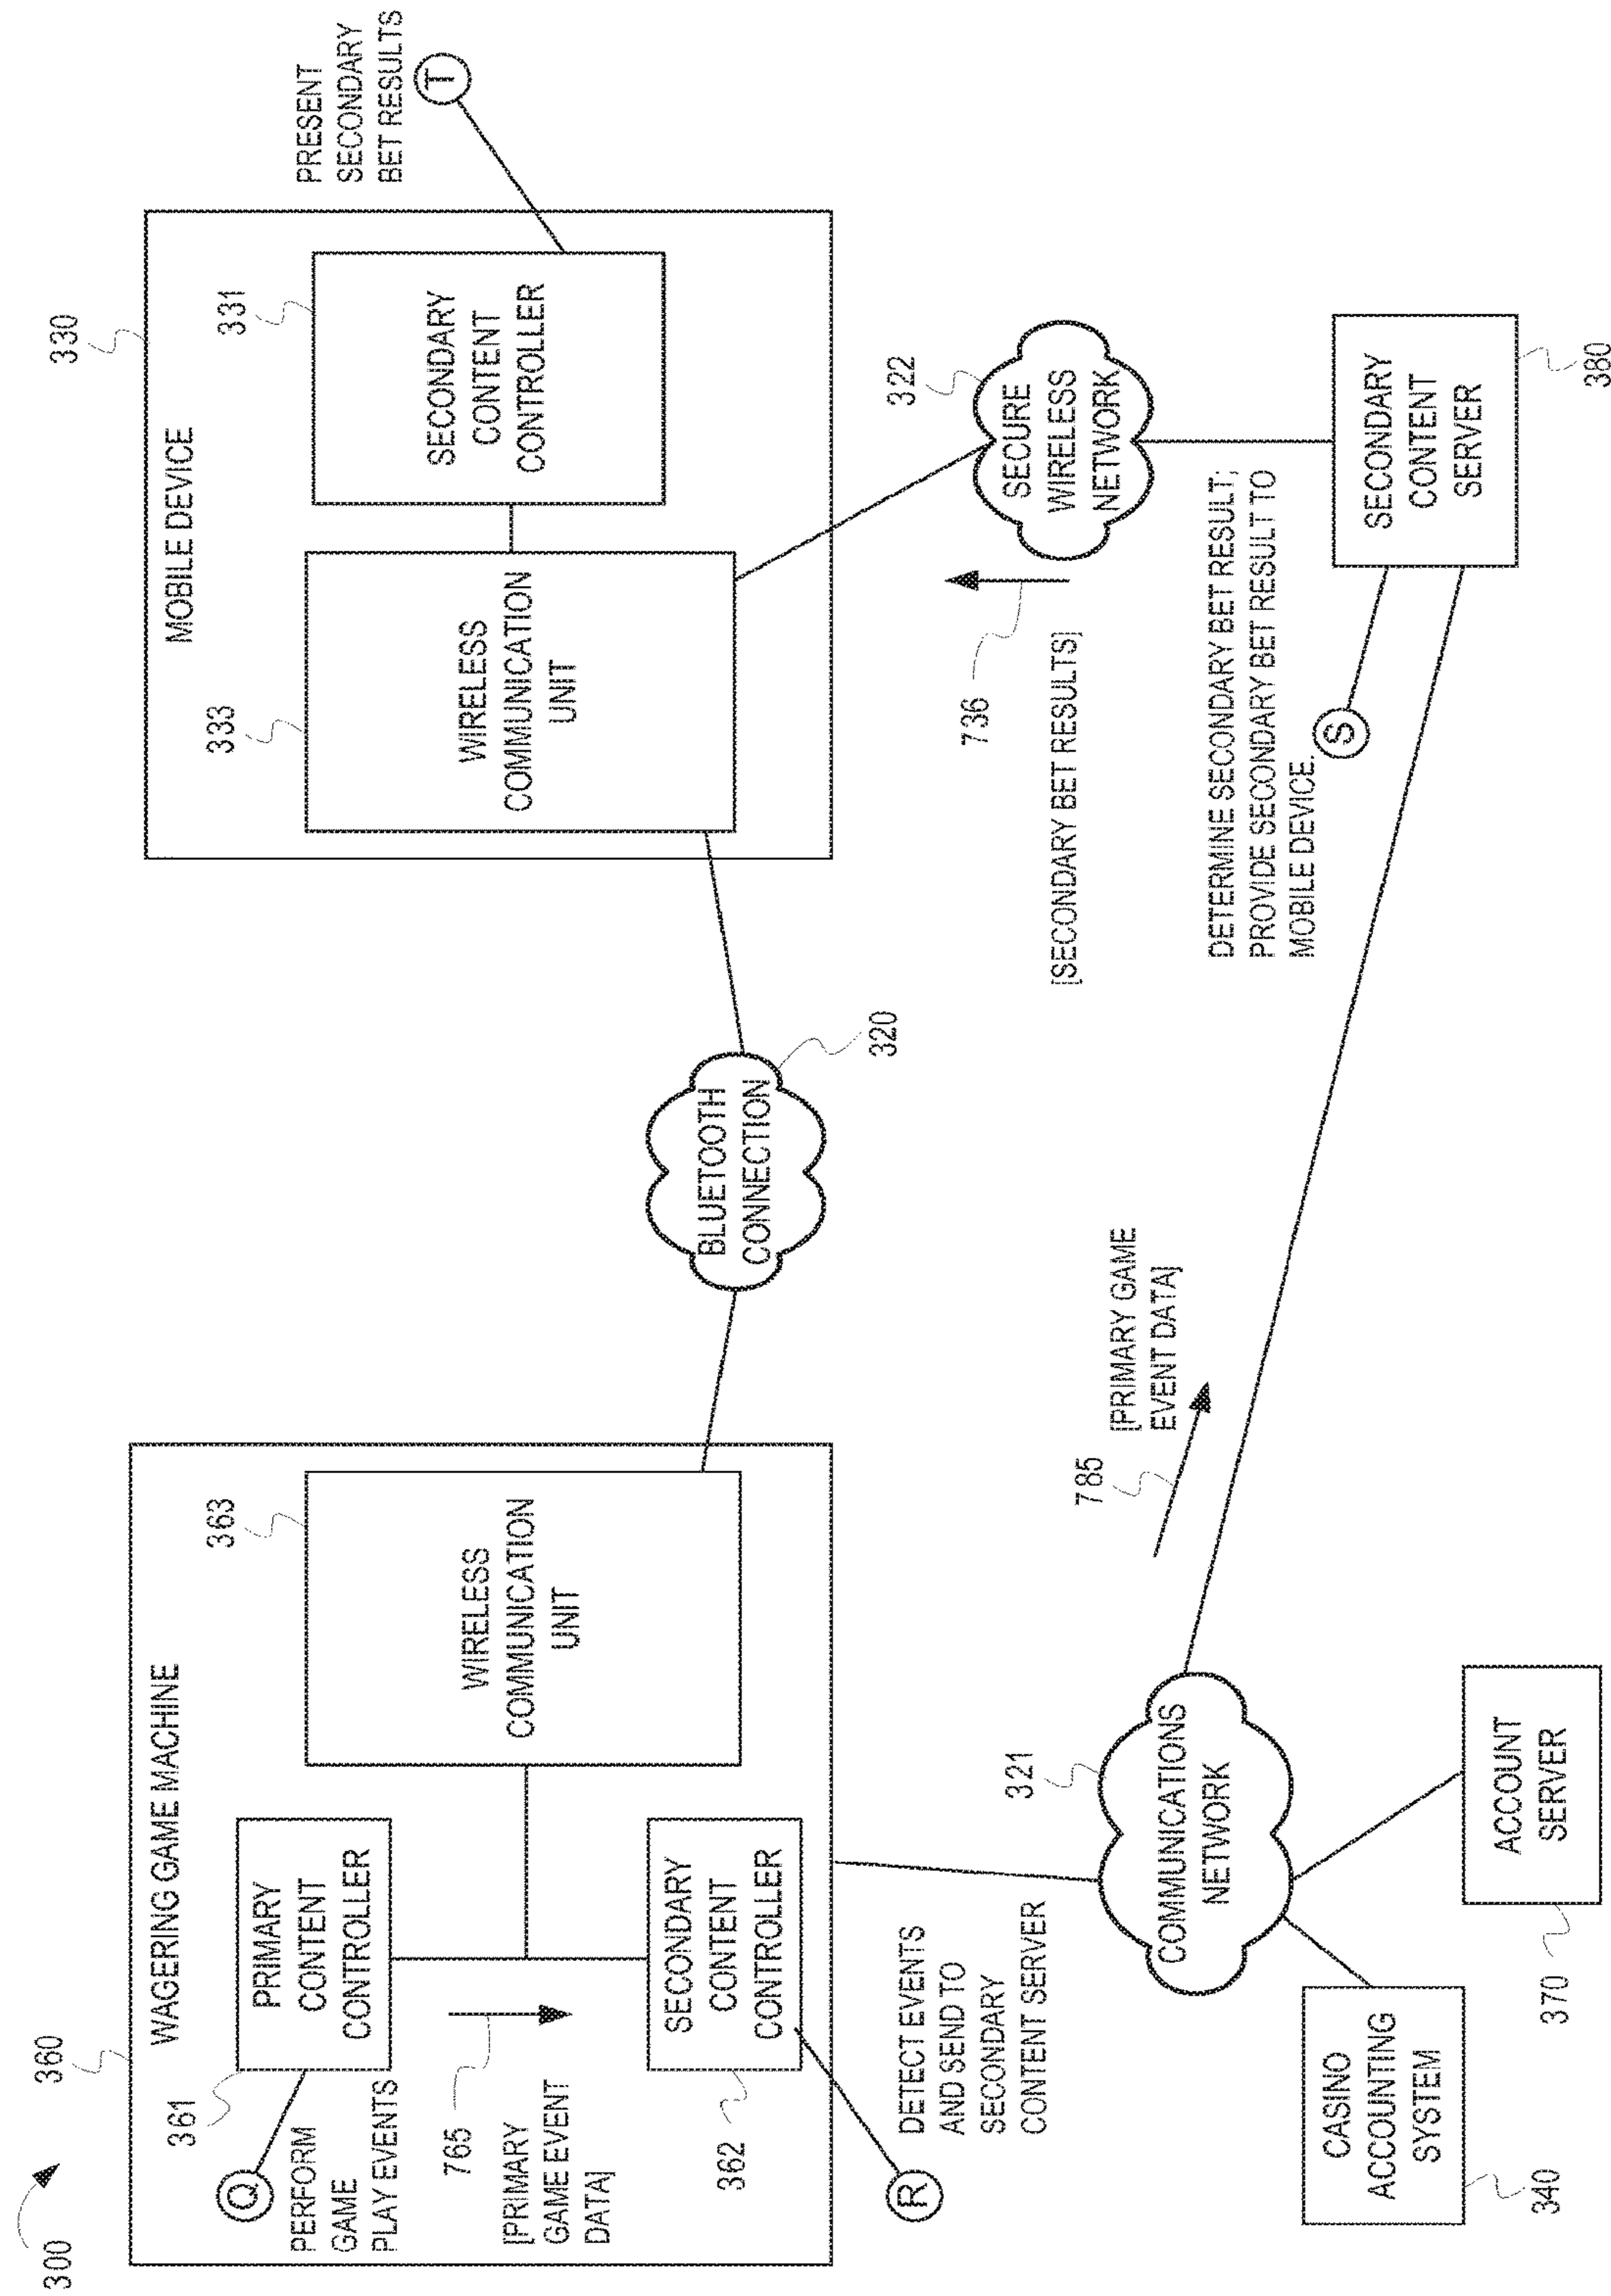 300
360
WAGERING GAME MACHINE
361
PRIMARY
CONTENT
CONTROLLER
Q
PERFORM
GAME
PLAY EVENTS
765
[PRIMARY
GAME EVENT
DATA]
362
SECONDARY
CONTENT
CONTROLLER
363
WIRELESS
COMMUNICATION
UNIT
R
DETECT EVENTS
AND SEND TO
SECONDARY
CONTENT SERVER
BLUETOOTH
CONNECTION
320
330
MOBILE DEVICE
333
WIRELESS
COMMUNICATION
UNIT
331
SECONDARY
CONTENT
CONTROLLER
PRESENT
SECONDARY
BET RESULTS
T
322
SECURE
WIRELESS
NETWORK
736
[SECONDARY BET RESULTS]
DETERMINE SECONDARY BET RESULT;
PROVIDE SECONDARY BET RESULT TO
MOBILE DEVICE.
S
SECONDARY
CONTENT
SERVER
380
785
[PRIMARY GAME
EVENT DATA]
321
COMMUNICATIONS
NETWORK
CASINO
ACCOUNTING
SYSTEM
340
ACCOUNT
SERVER
370